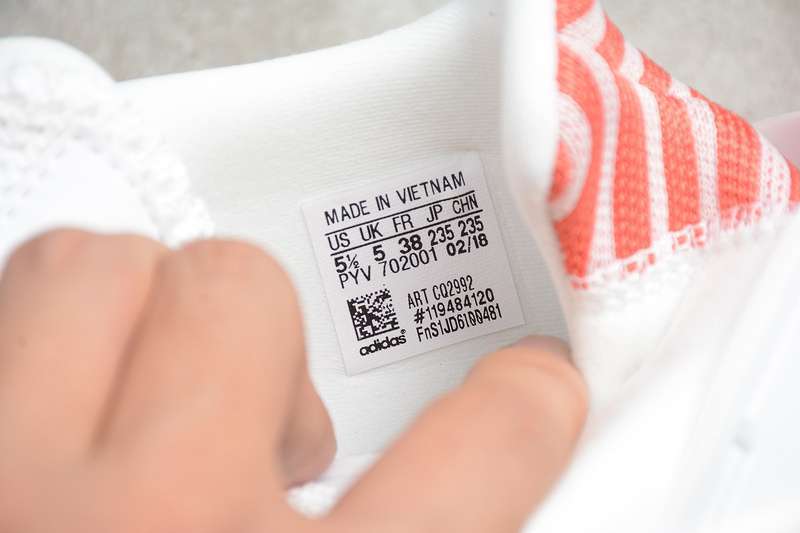 MADE IN VIETNAM
US UK FR JP CHN
5½ 5 38 235 235
PYV 702001 02/18
ART CQ2992
#119484120
FnS1JD6100481
adidas®